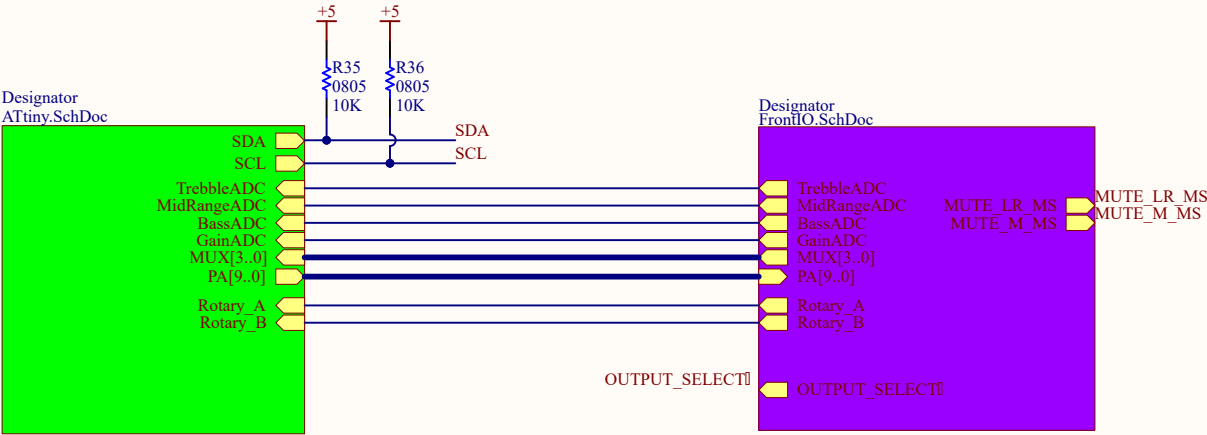 +5
+5
R35
0805
10K
R36
0805
10K
Designator
ATtiny.SchDoc
SDA
SCL
TrebbleADC
MidRangeADC
BassADC
GainADC
MUX[3..0]
PA[9..0]
Rotary_A
Rotary_B
SDA
SCL
Designator
FrontIO.SchDoc
TrebbleADC
MidRangeADC
BassADC
GainADC
MUX[3..0]
PA[9..0]
Rotary_A
Rotary_B
MUTE_LR_MS
MUTE_M_MS
MUTE_LR_MS
MUTE_M_MS
OUTPUT_SELECT
OUTPUT_SELECT